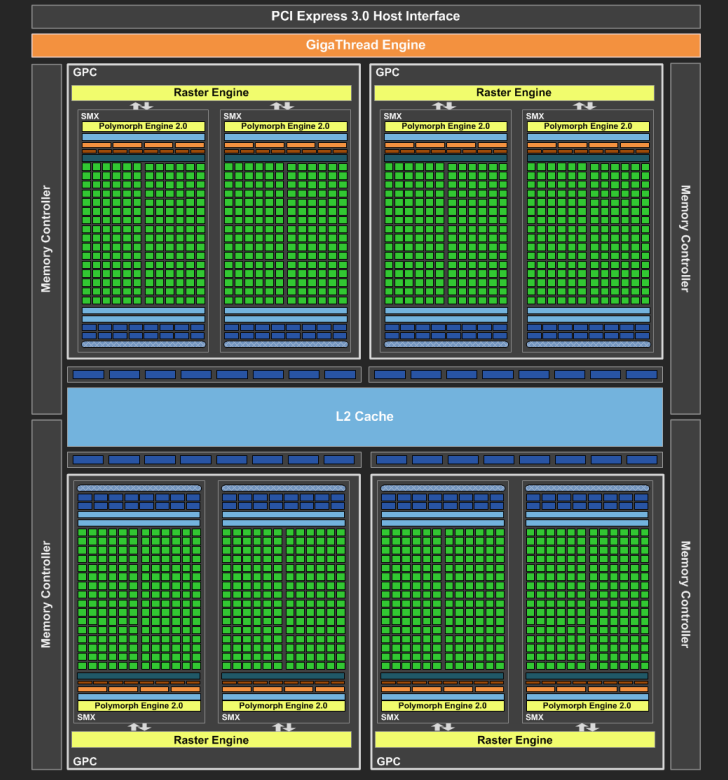 PCI Express 3.0 Host Interface
GigaThread Engine
Memory Controller
GPC
Raster Engine
SMX
Polymorph Engine 2.0
SMX
Polymorph Engine 2.0
GPC
Raster Engine
SMX
Polymorph Engine 2.0
SMX
Polymorph Engine 2.0
Memory Controller
L2 Cache
Memory Controller
Polymorph Engine 2.0
SMX
Polymorph Engine 2.0
SMX
Raster Engine
GPC
Polymorph Engine 2.0
SMX
Polymorph Engine 2.0
SMX
Raster Engine
GPC
Memory Controller